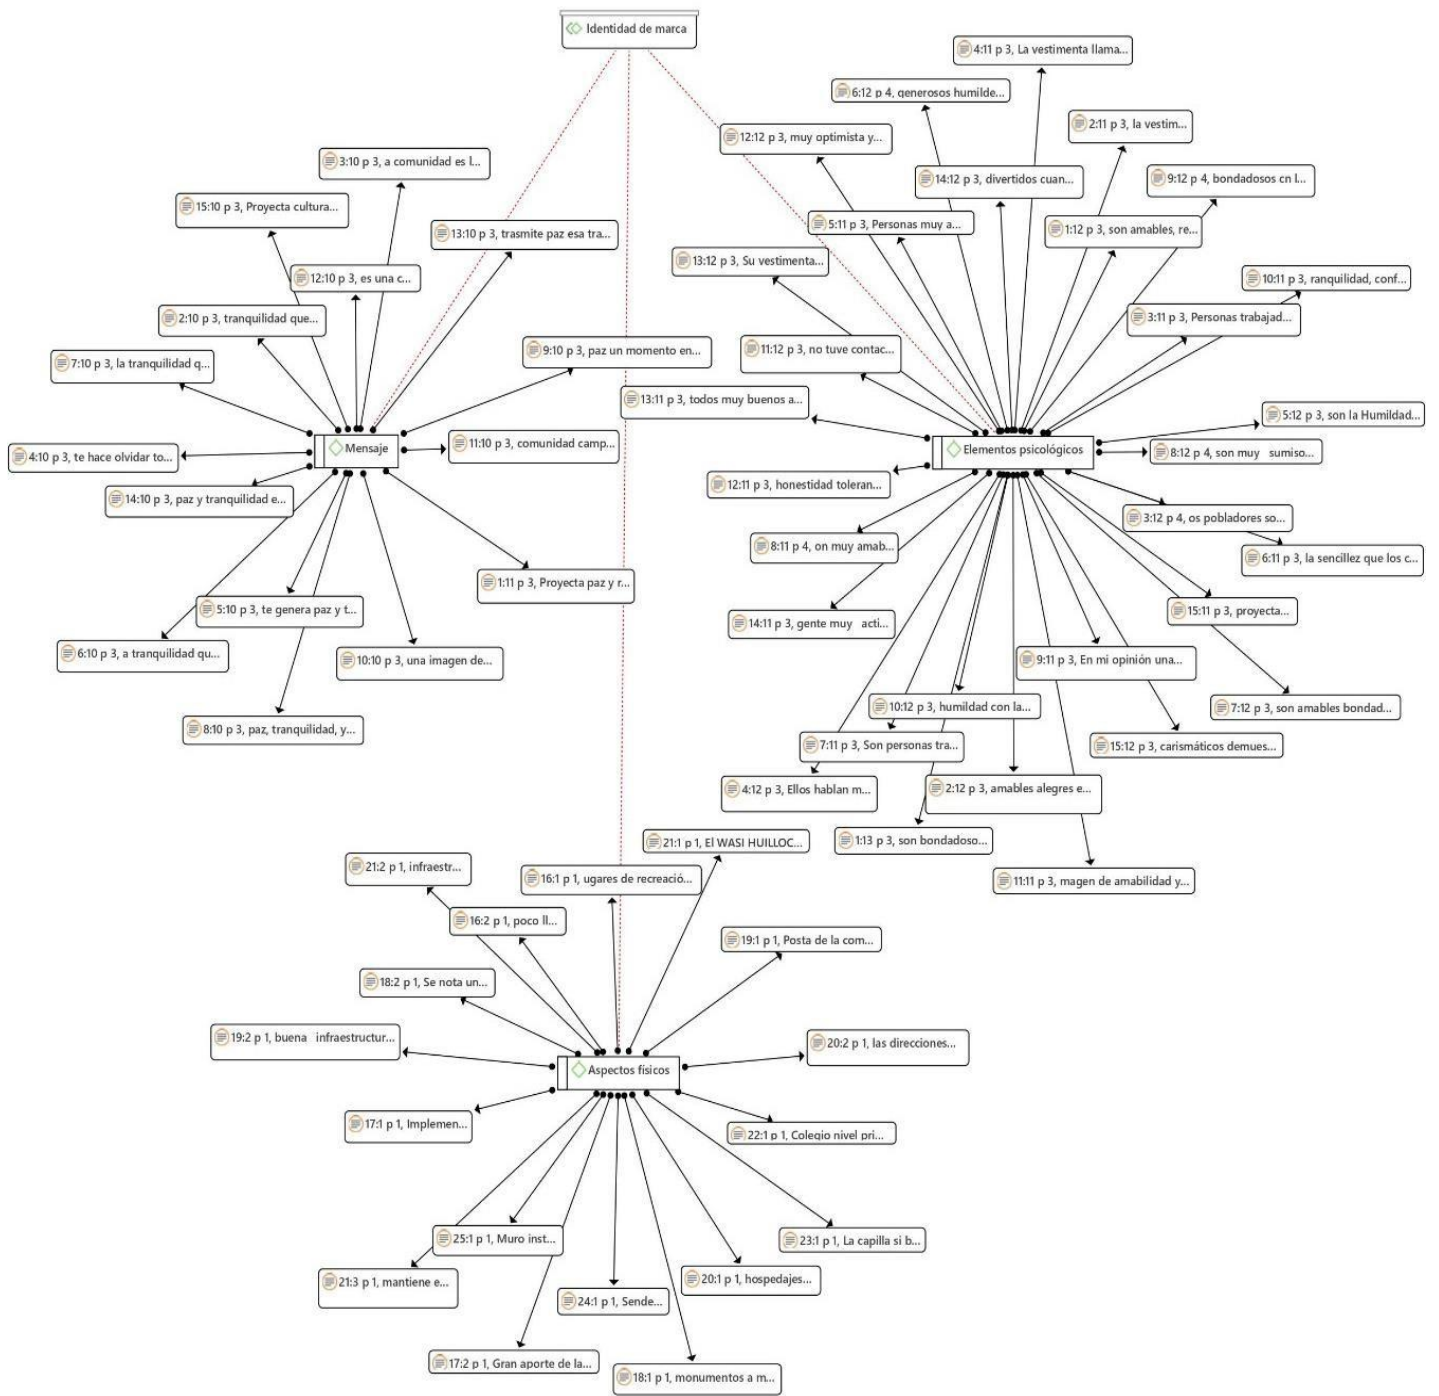 Identidad de marca
4:11 p 3, La vestimenta llama...
6:12 p 4, generosos humilde...
2:11 p 3, la vestim...
12:12 p 3, muy optimista y...
3:10 p 3, a comunidad es l...
14:12 p 3, divertidos cuan...
9:12 p 4, bondadosos cn l...
15:10 p 3, Proyecta cultura...
5:11 p 3, Personas muy a...
1:12 p 3, son amables, re...
13:10 p 3, trasmite paz esa tra...
13:12 p 3, Su vestimenta...
12:10 p 3, es una c...
10:11 p 3, ranquilidad, conf...
2:10 p 3, tranquilidad que...
3:11 p 3, Personas trabajad...
7:10 p 3, la tranquilidad q...
9:10 p 3, paz un momento en...
11:12 p 3, no tuve contac...
13:11 p 3, todos muy buenos a...
5:12 p 3, son la Humildad...
Mensaje
11:10 p 3, comunidad camp...
Elementos psicológicos
8:12 p 4, son muy sumiso...
4:10 p 3, te hace olvidar to...
12:11 p 3, honestidad toleran...
14:10 p 3, paz y tranquilidad e...
3:12 p 4, os pobladores so...
8:11 p 4, on muy amab...
6:11 p 3, la sencillez que los c...
1:11 p 3, Proyecta paz y r...
5:10 p 3, te genera paz y t...
15:11 p 3, proyecta...
14:11 p 3, gente muy acti...
6:10 p 3, a tranquilidad qu...
10:10 p 3, una imagen de...
9:11 p 3, En mi opinión una...
10:12 p 3, humildad con la...
7:12 p 3, son amables bondad...
8:10 p 3, paz, tranquilidad, y...
7:11 p 3, Son personas tra...
15:12 p 3, carismáticos demues...
4:12 p 3, Ellos hablan m...
2:12 p 3, amables alegres e...
1:13 p 3, son bondadoso...
21:1 p 1, El WASI HUILLOC...
21:2 p 1, infraestr...
16:1 p 1, ugares de recreació...
11:11 p 3, magen de amabilidad y...
16:2 p 1, poco ll...
19:1 p 1, Posta de la com...
18:2 p 1, Se nota un...
19:2 p 1, buena infraestructur...
20:2 p 1, las direcciones...
Aspectos físicos
17:1 p 1, Implemen...
22:1 p 1, Colegio nivel pri...
25:1 p 1, Muro inst...
23:1 p 1, La capilla si b...
21:3 p 1, mantiene e...
20:1 p 1, hospedajes...
24:1 p 1, Sende...
17:2 p 1, Gran aporte de la...
18:1 p 1, monumentos a m...